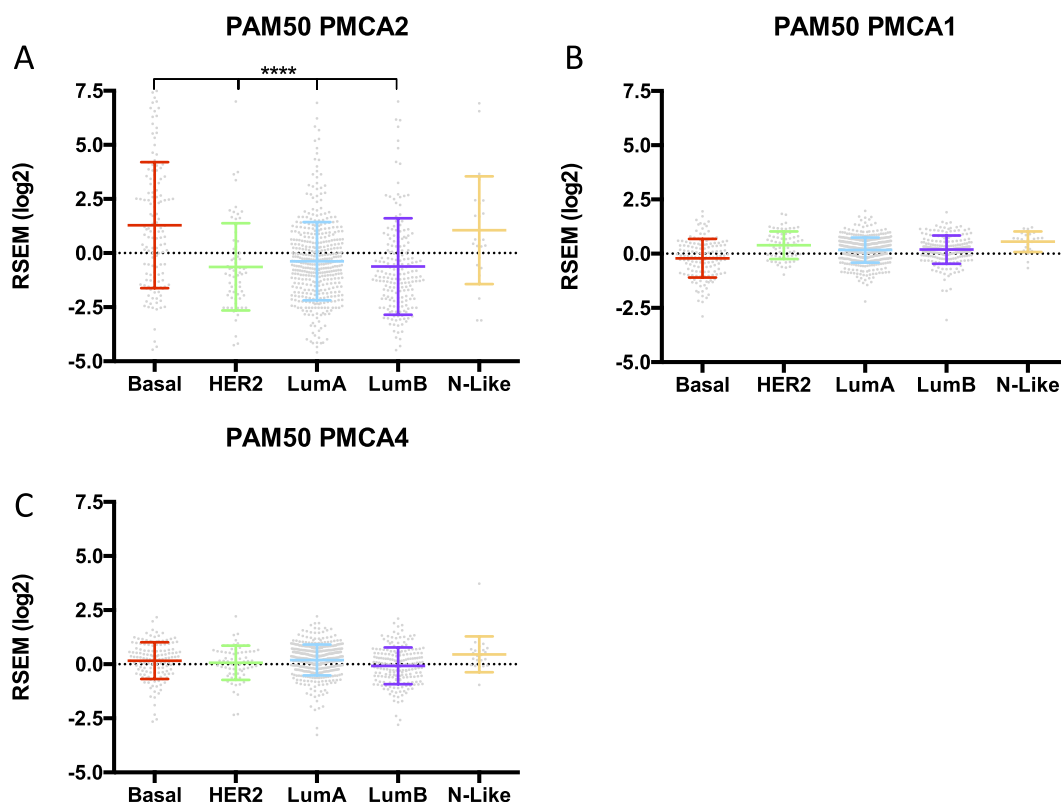 PAM50 PMCA2
A
****
7.5
5.0
2.5
0.0
-2.5
-5.0
RSEM (log2)
Basal HER2 LumA LumB N-Like
PAM50 PMCA1
B
7.5
5.0
2.5
0.0
-2.5
-5.0
RSEM (log2)
Basal HER2 LumA LumB N-Like
PAM50 PMCA4
C
7.5
5.0
2.5
0.0
-2.5
-5.0
RSEM (log2)
Basal HER2 LumA LumB N-Like